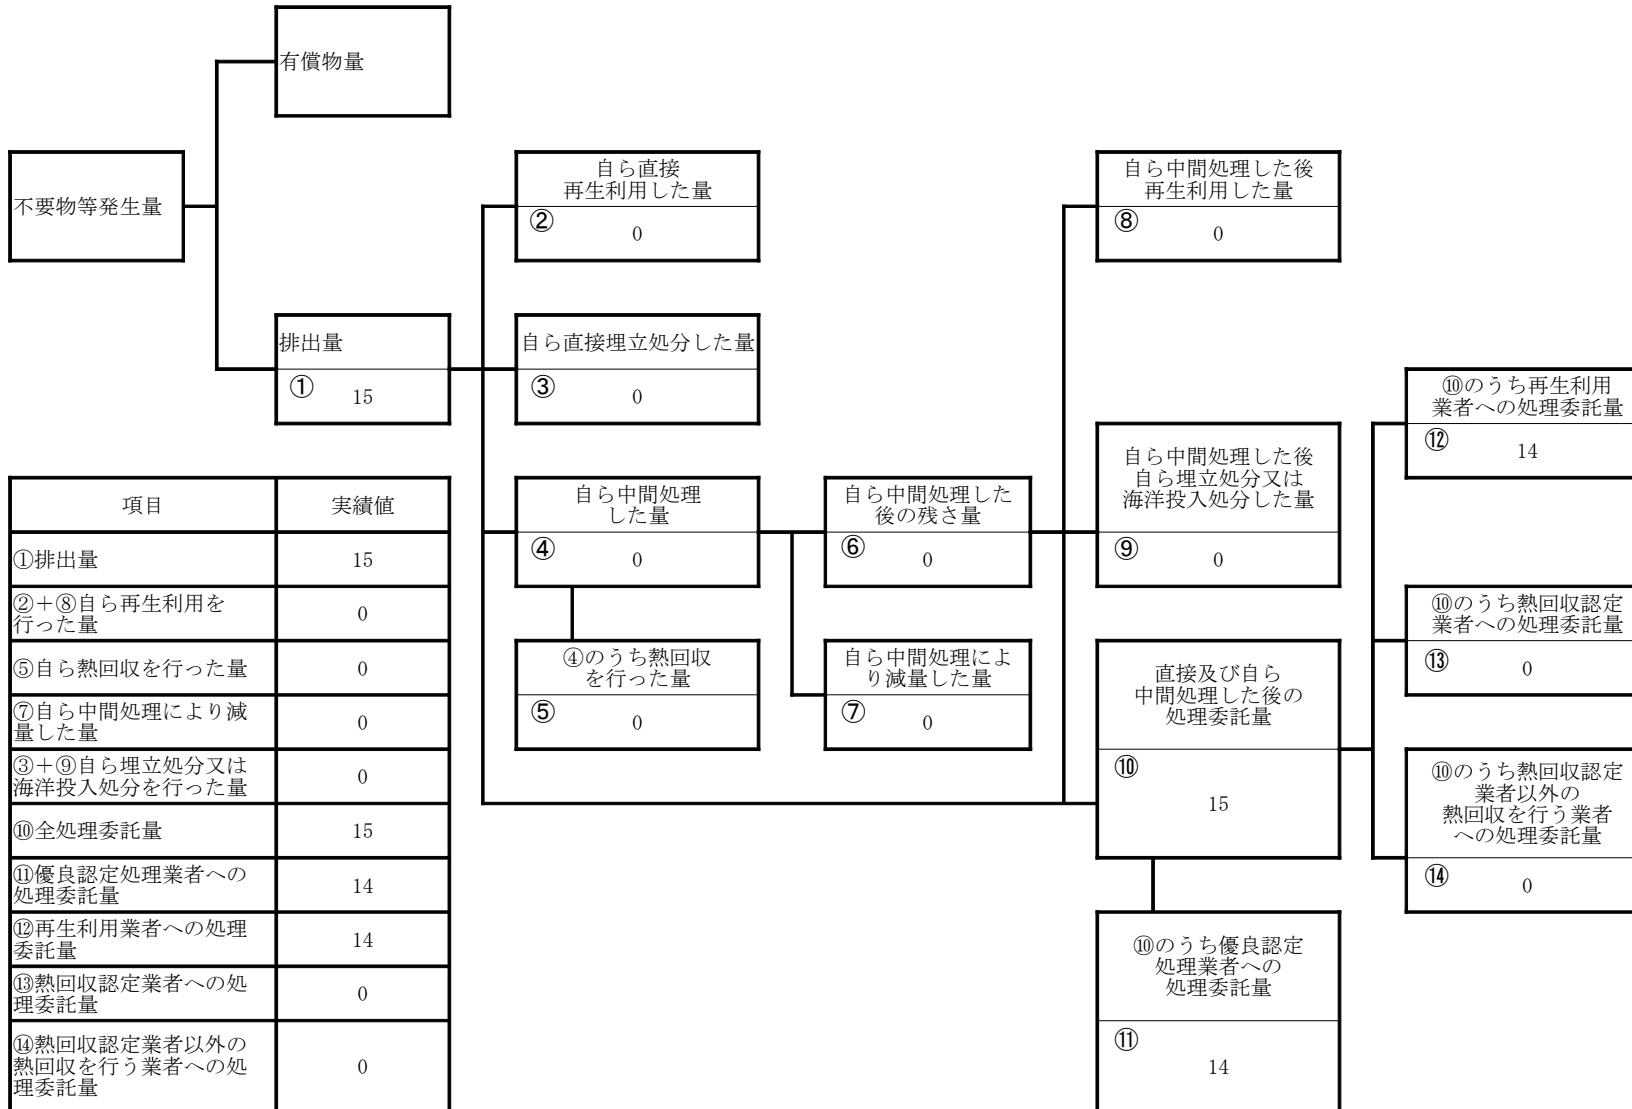 有償物量
不要物等発生量
自ら直接
再生利用した量
②
0
自ら中間処理した後
再生利用した量
⑧
0
排出量
①
15
自ら直接埋立処分した量
③
0
⑩のうち再生利用
業者への処理委託量
⑫
14
自ら中間処理した後
自ら埋立処分又は
海洋投入処分した量
⑨
0
自ら中間処理
した量
④
0
自ら中間処理した
後の残さ量
⑥
0
⑩のうち熱回収認定
業者への処理委託量
⑬
0
④のうち熱回収
を行った量
⑤
0
自ら中間処理によ
り減量した量
⑦
0
直接及び自ら
中間処理した後の
処理委託量
⑩
15
⑩のうち熱回収認定
業者以外の
熱回収を行う業者
への処理委託量
⑭
0
⑩のうち優良認定
処理業者への
処理委託量
⑪
14
項目 実績値
①排出量 15
②＋⑧自ら再生利用を
行った量 0
⑤自ら熱回収を行った量 0
⑦自ら中間処理により減
量した量 0
③＋⑨自ら埋立処分又は
海洋投入処分を行った量 0
⑩全処理委託量 15
⑪優良認定処理業者への
処理委託量 14
⑫再生利用業者への処理
委託量 14
⑬熱回収認定業者への処
理委託量 0
⑭熱回収認定業者以外の
熱回収を行う業者への処
理委託量 0